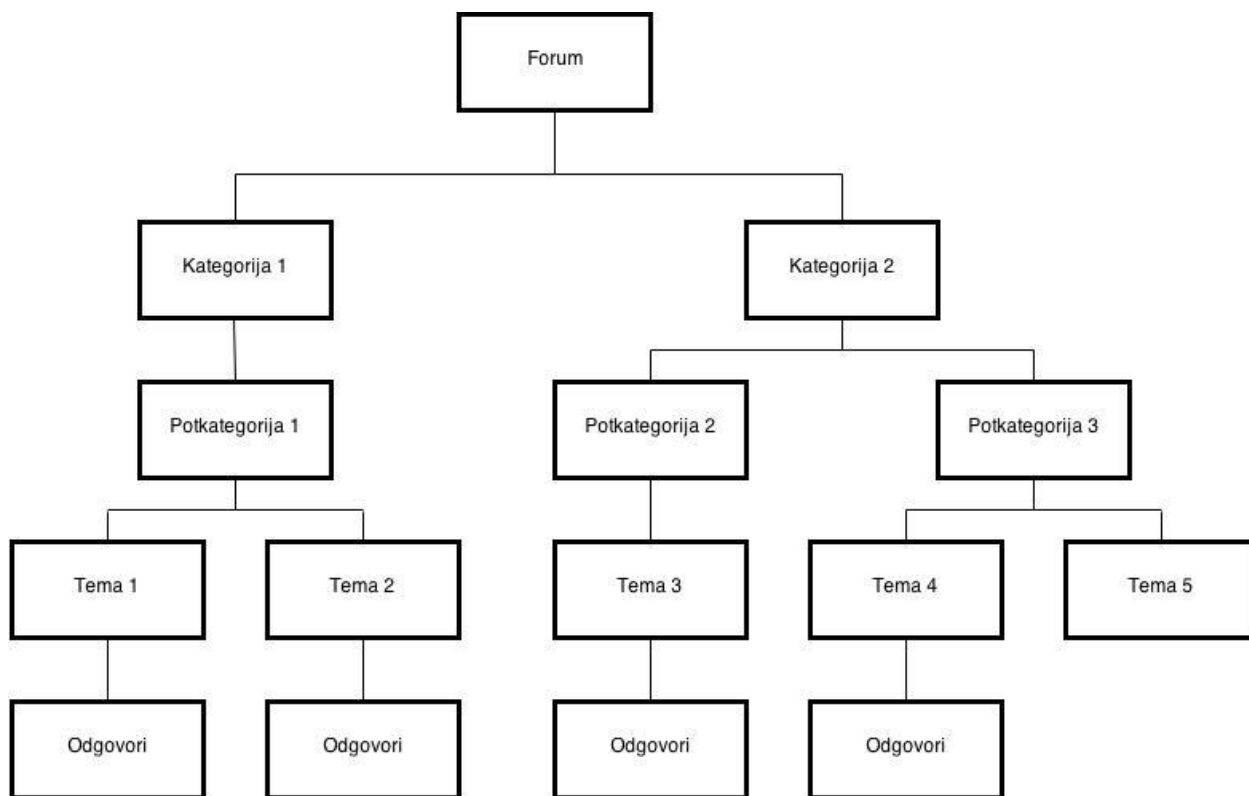 Forum
Kategorija 1
Kategorija 2
Potkategorija 1
Potkategorija 2
Potkategorija 3
Tema 1
Tema 2
Tema 3
Tema 4
Tema 5
Odgovori
Odgovori
Odgovori
Odgovori